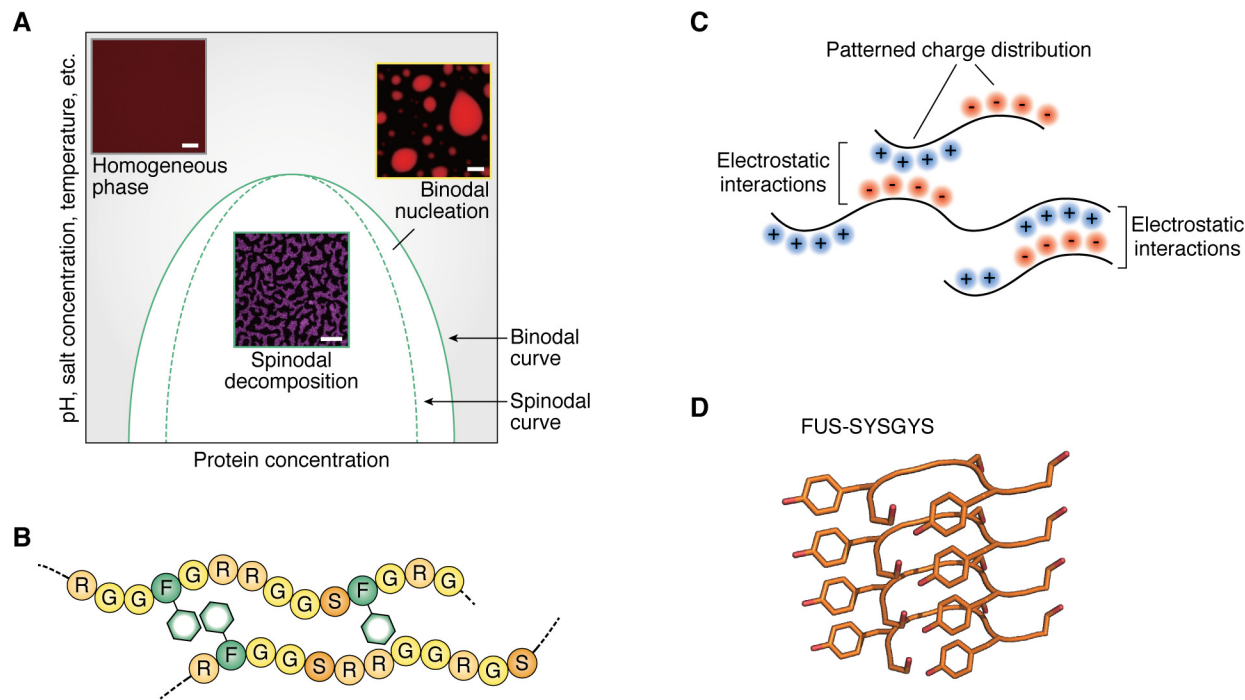 A
pH, salt concentration, temperature, etc.
Homogeneous
phase
Binodal
nucleation
Spinodal
decomposition
Binodal
curve
Spinodal
curve
Protein concentration
B
R G G F G R R G G S F G R G
R F G G S R R G G R G S
C
Patterned charge distribution
- - - -
Electrostatic
interactions
+ + + +
- - - -
+ + + +
+ + + +
- - - -
+ +
Electrostatic
interactions
D
FUS-SYSGYS